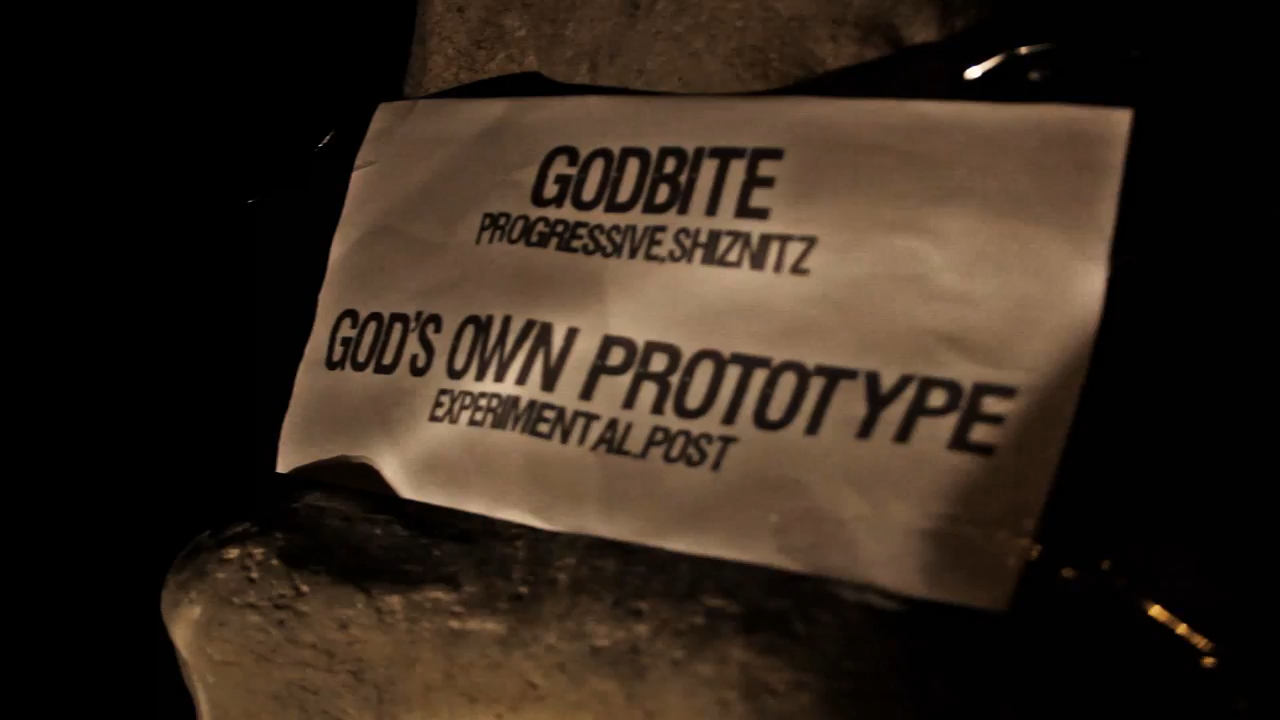 GODBITE
PROGRESSIVE,SHIZNITZ
GOD'S OWN PROTOTYPE
EXPERIMENTAL.POST